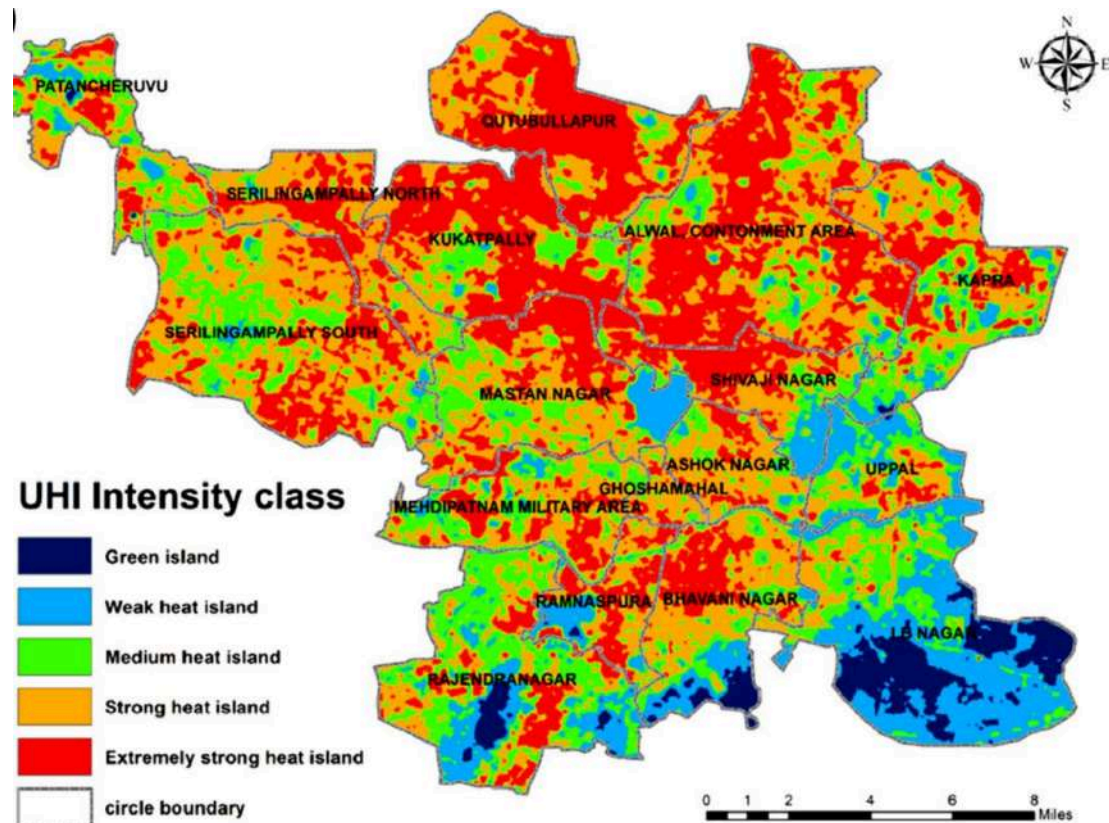 )
N
W E
S
PATANCHERUVU
QUTUBULLAPUR
SERILINGAMPALLY NORTH
KUKATPALLY
ALWAL, CONTONMENT AREA
KAPRA
SERILINGAMPALLY SOUTH
MASTAN NAGAR
SHIVAJI NAGAR
ASHOK NAGAR
UPPAL
GHOSHAMAHAL
MEHDIPATNAM MILITARY AREA
RAMNASPURA
BHAVANI NAGAR
LB NAGAR
RAJENDRANAGAR
UHI Intensity class
Green island
Weak heat island
Medium heat island
Strong heat island
Extremely strong heat island
circle boundary
0 1 2 4 6 8
Miles